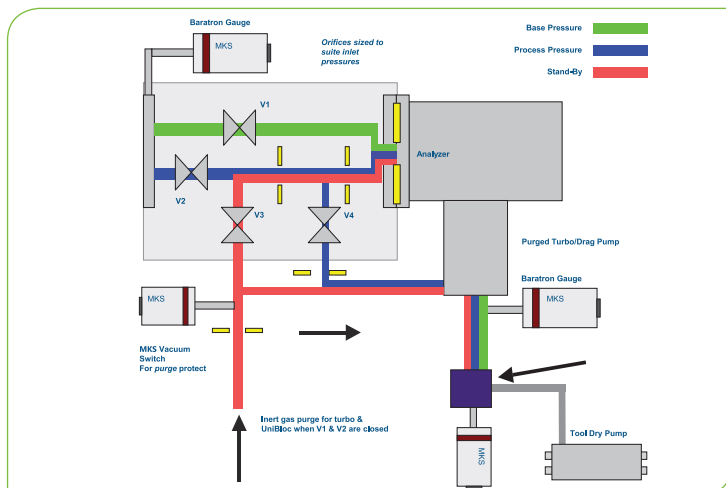 Baratron Gauge
MKS
Orifices sized to
suite inlet
pressures
Base Pressure
Process Pressure
Stand-By
V1
Analyzer
V2
V3
V4
Purged Turbo/Drag Pump
Baratron Gauge
MKS
MKS
MKS Vacuum
Switch
For purge protect
Inert gas purge for turbo &
UniBloc when V1 & V2 are closed
Tool Dry Pump
MKS